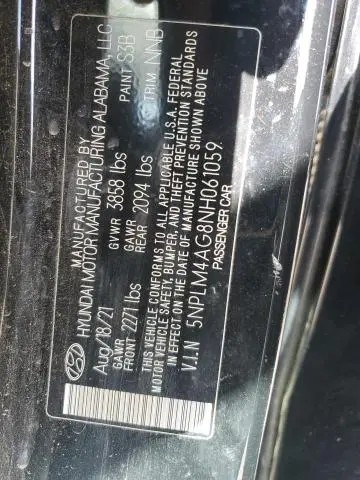 MANUFACTURED BY
HYUNDAI MOTOR MANUFACTURING ALABAMA, LLC
Aug/18/21 GVWR 3858 lbs PAINT S3B
GAWR FRONT 2271 lbs GAWR REAR 2094 lbs TRIM NNB
THIS VEHICLE CONFORMS TO ALL APPLICABLE U.S.A. FEDERAL
MOTOR VEHICLE SAFETY, BUMPER, AND THEFT PREVENTION STANDARDS
IN EFFECT ON THE DATE OF MANUFACTURE SHOWN ABOVE
V.I.N 5NPLM4AG8NH061059
PASSENGER CAR